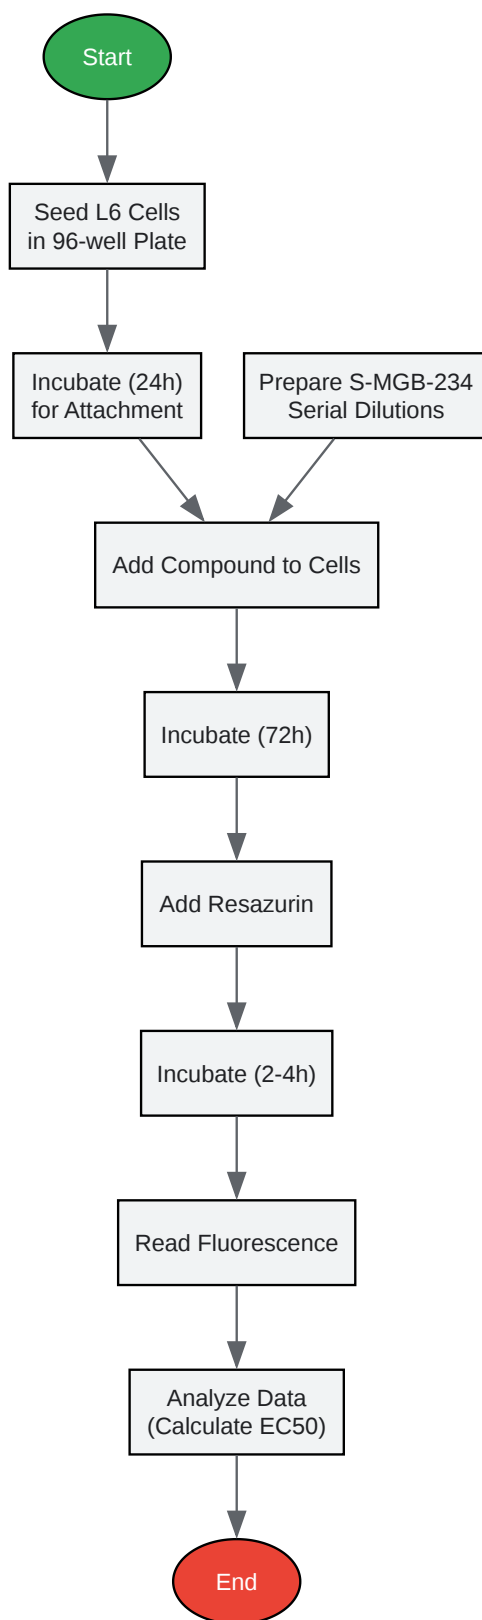 Start
Seed L6 Cells
in 96-well Plate
Incubate (24h)
for Attachment
Prepare S-MGB-234
Serial Dilutions
Add Compound to Cells
Incubate (72h)
Add Resazurin
Incubate (2-4h)
Read Fluorescence
Analyze Data
(Calculate EC50)
End